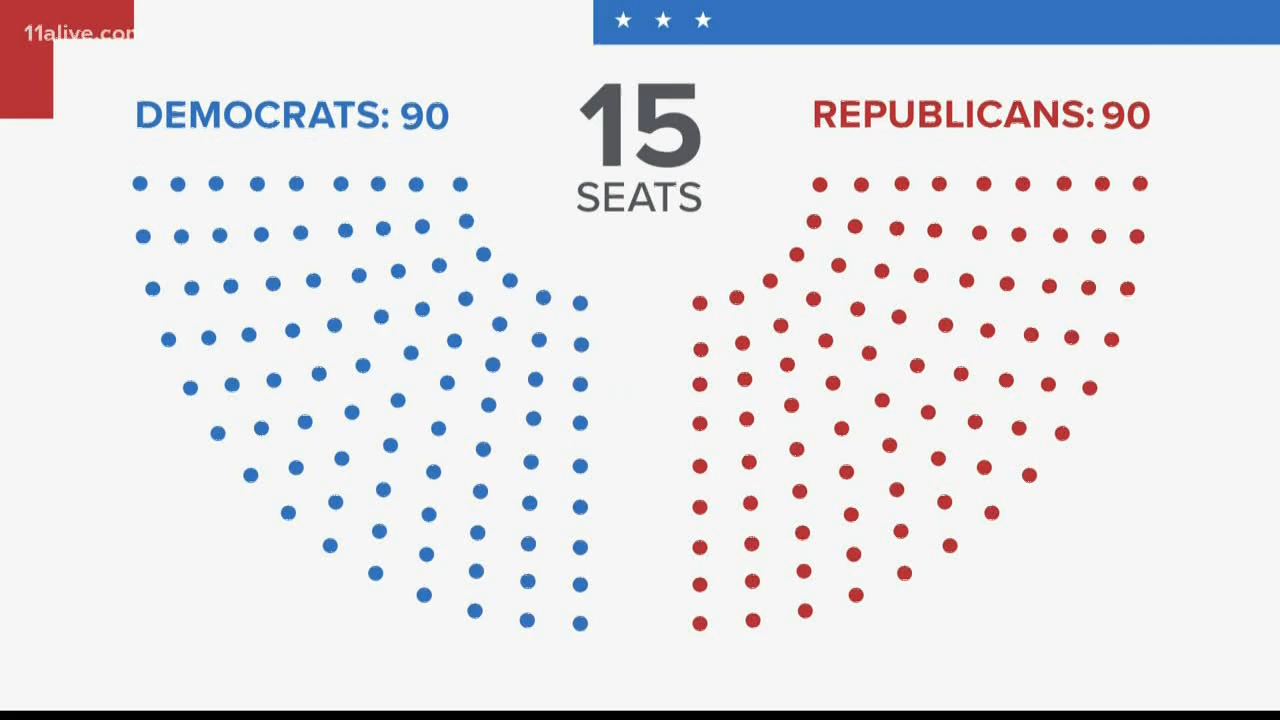 11alive.com
DEMOCRATS: 90
15
SEATS
REPUBLICANS: 90